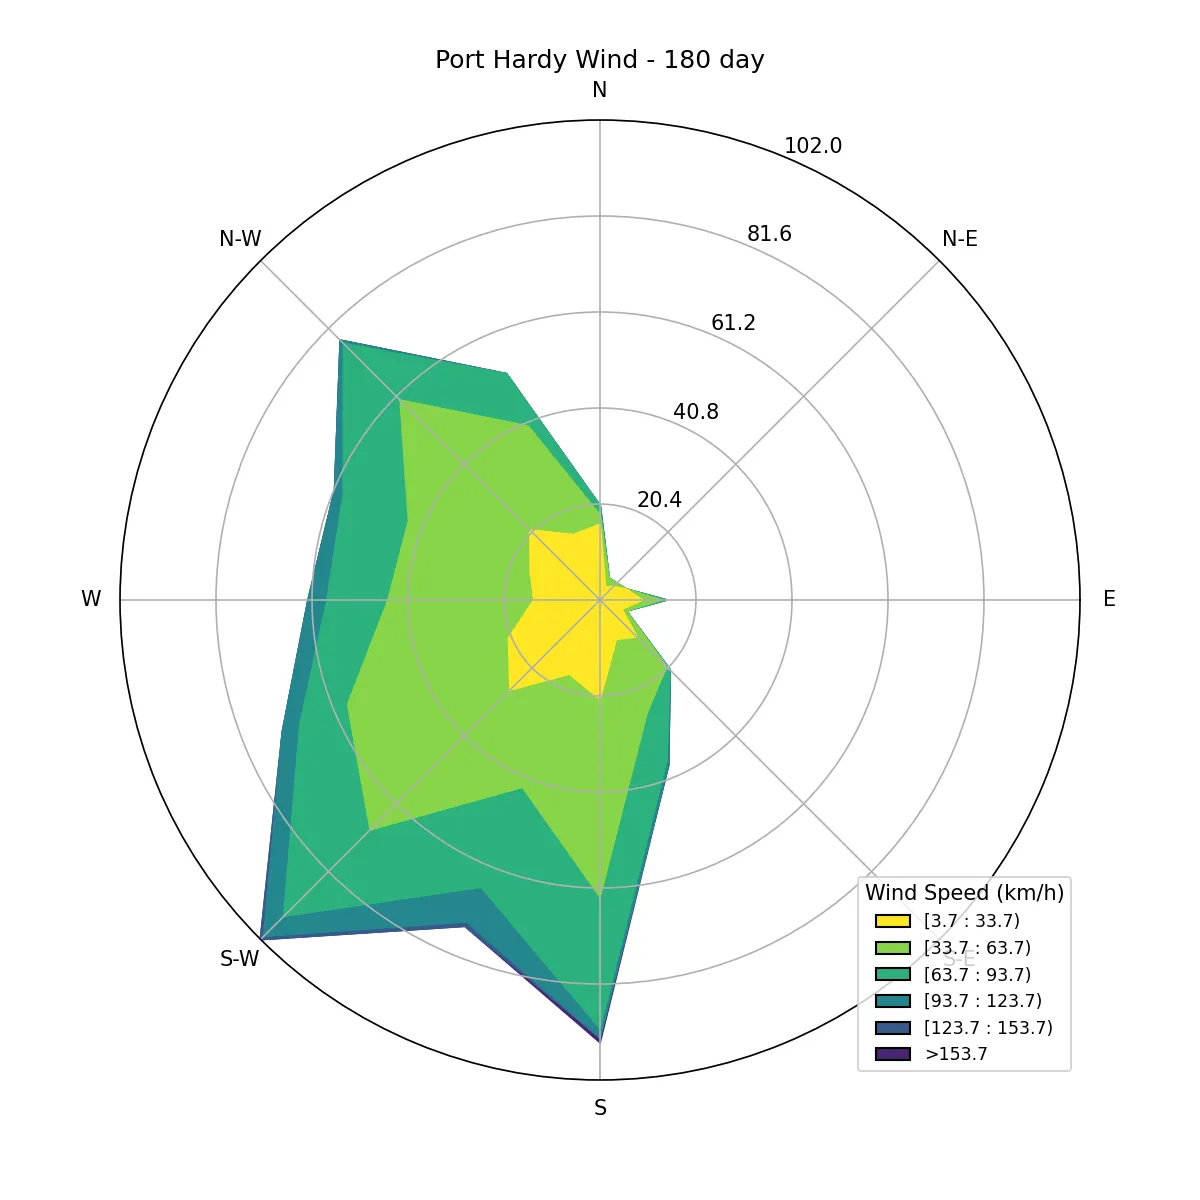 Port Hardy Wind - 180 day
N
102.0
N-W
81.6
N-E
61.2
40.8
20.4
W
E
S-W
S-E
S
Wind Speed (km/h)
[3.7 : 33.7)
[33.7 : 63.7)
[63.7 : 93.7)
[93.7 : 123.7)
[123.7 : 153.7)
>153.7